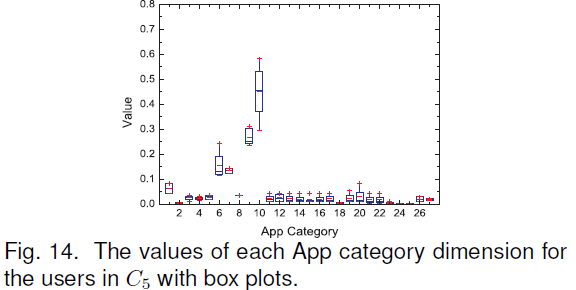 0.8
0.7
0.6
0.5
0.4
0.3
0.2
0.1
0.0
Value
2 4 6 8 10 12 14 16 18 20 22 24 26
App Category
Fig. 14. The values of each App category dimension for
the users in C5 with box plots.